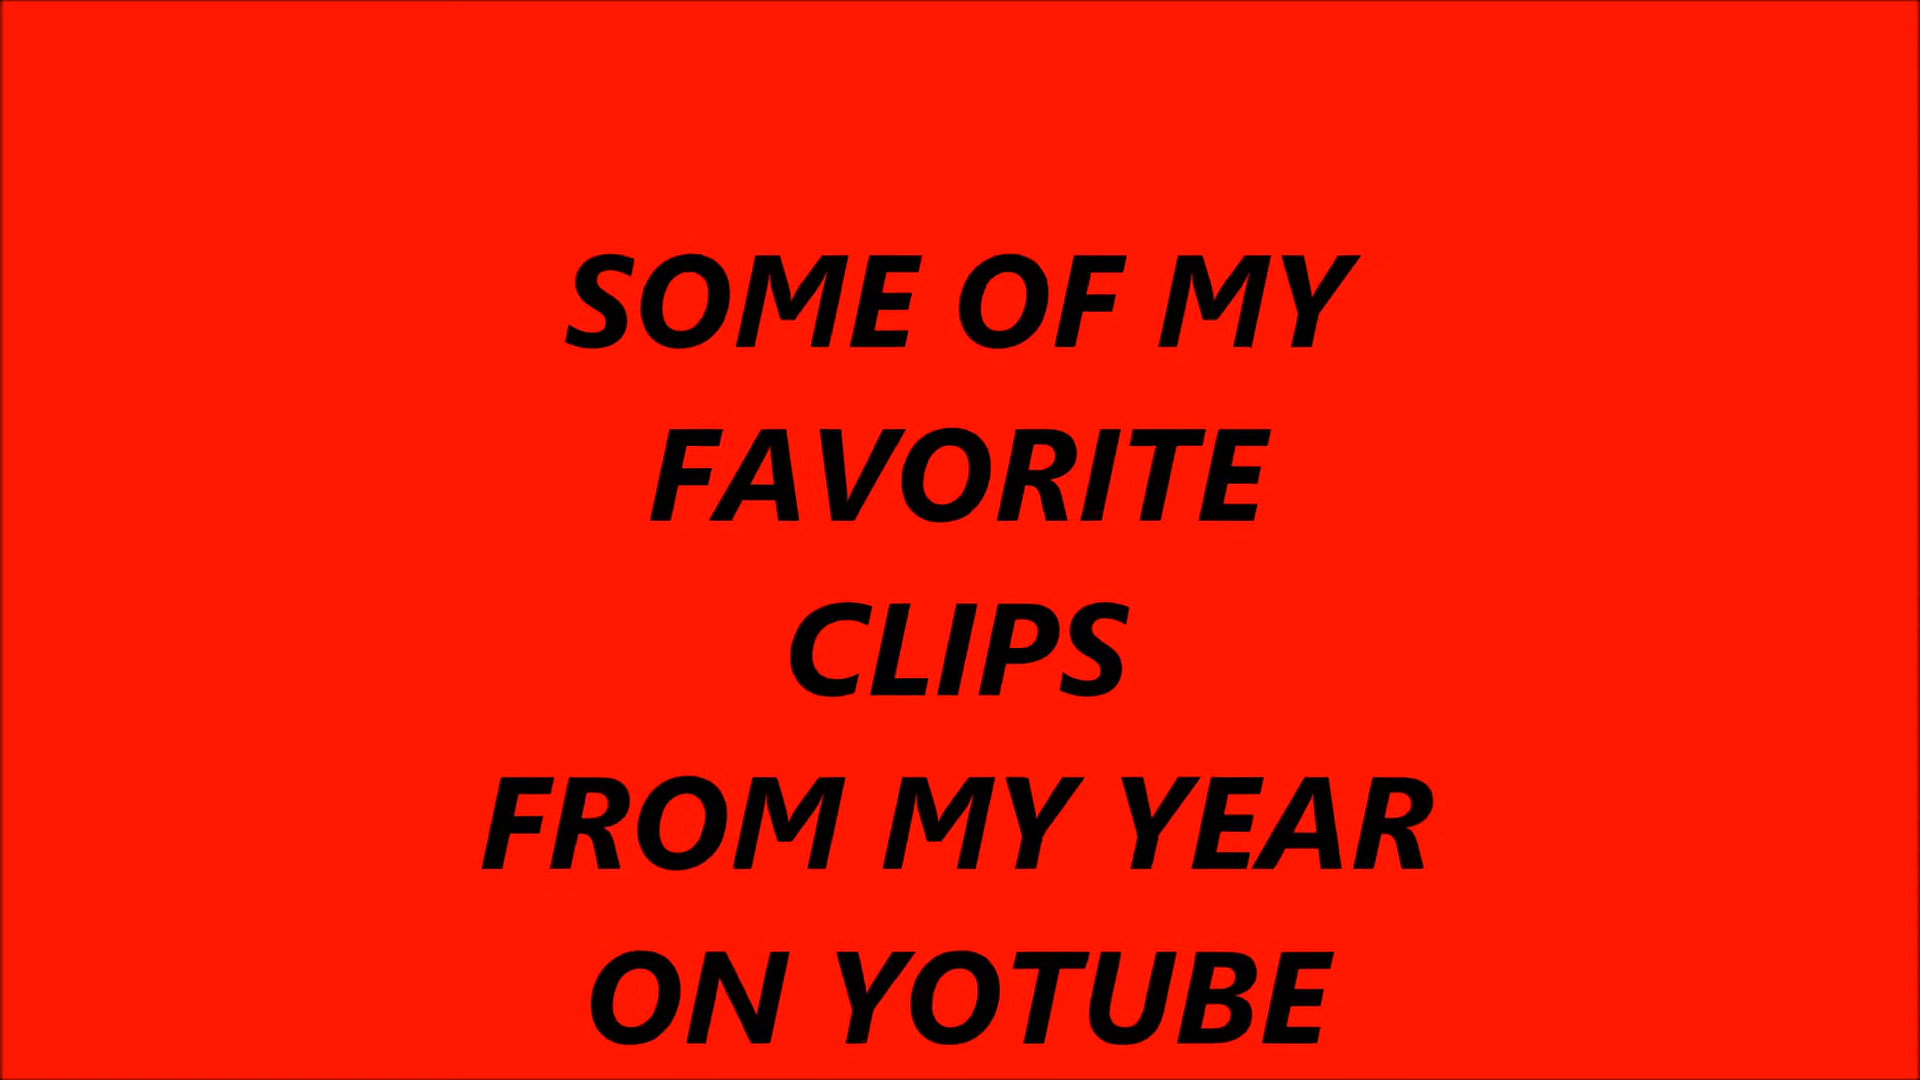 SOME OF MY
FAVORITE
CLIPS
FROM MY YEAR
ON YOTUBE